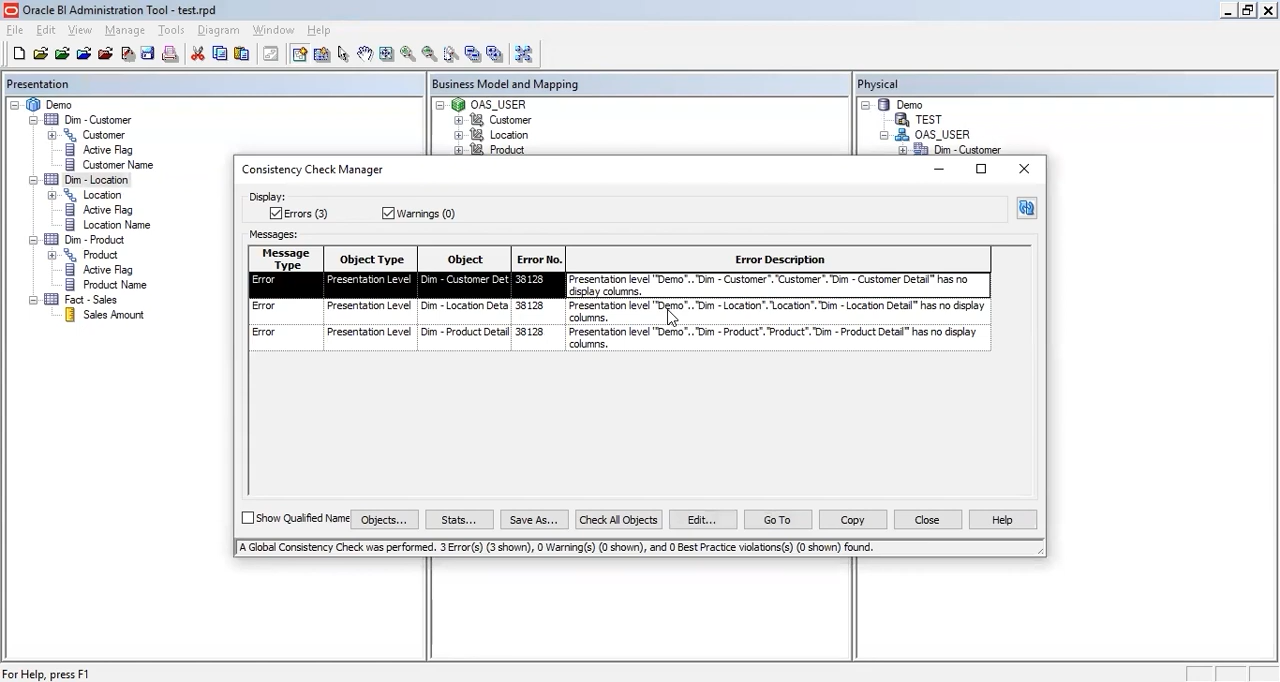 Oracle BI Administration Tool - test.rpd
File Edit View Manage Tools Diagram Window Help
Presentation
Demo
Dim - Customer
Customer
Active Flag
Customer Name
Dim - Location
Location
Active Flag
Location Name
Dim - Product
Product
Active Flag
Product Name
Fact - Sales
Sales Amount
Business Model and Mapping
OAS_USER
Customer
Location
Product
Physical
Demo
TEST
OAS_USER
Dim - Customer
Consistency Check Manager
Display:
Errors (3) Warnings (0)
Messages:
Message Type Object Type Object Error No. Error Description
Error Presentation Level Dim - Customer Det 38128 Presentation level '"Demo".."Dim - Customer"."Customer"."Dim - Customer Detail"' has no
display columns.
Error Presentation Level Dim - Location Deta 38128 Presentation level '"Demo".."Dim - Location"."Location"."Dim - Location Detail"' has no display
columns.
Error Presentation Level Dim - Product Detail 38128 Presentation level '"Demo".."Dim - Product"."Product"."Dim - Product Detail"' has no display
columns.
Show Qualified Name Objects... Stats... Save As... Check All Objects Edit... Go To Copy Close Help
A Global Consistency Check was performed. 3 Error(s) (3 shown), 0 Warning(s) (0 shown), and 0 Best Practice violations(s) (0 shown) found.
For Help, press F1